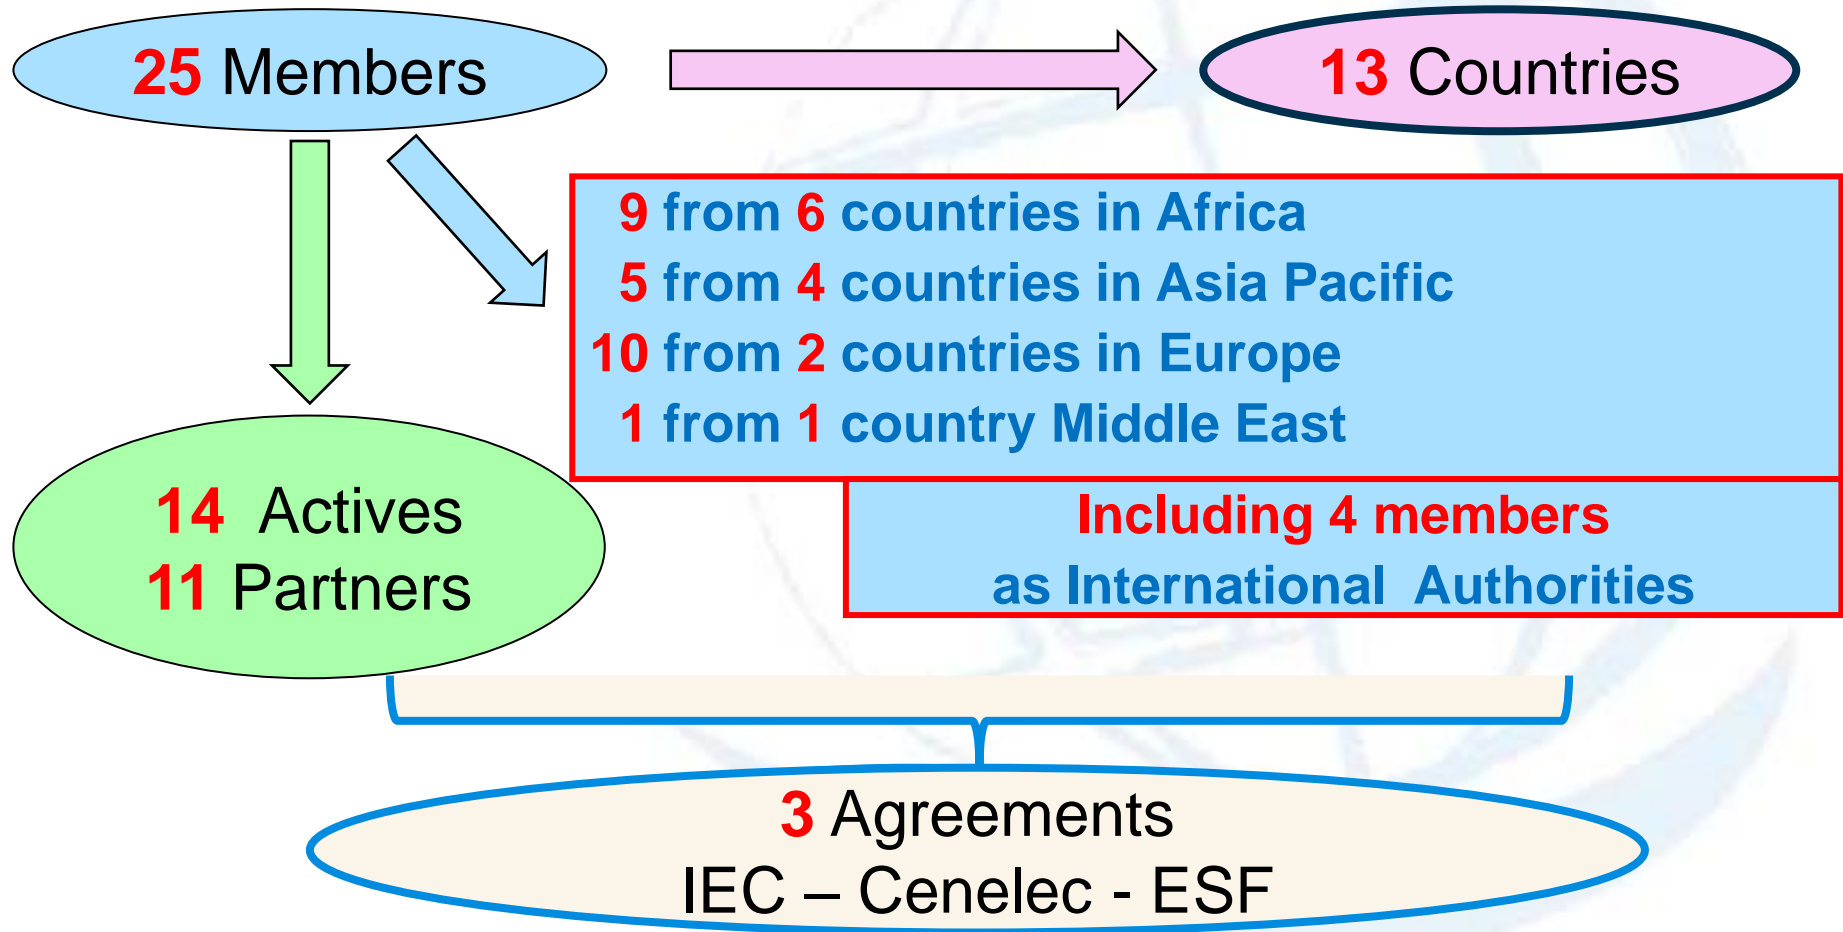 25 Members
13 Countries
9 from 6 countries in Africa
5 from 4 countries in Asia Pacific
10 from 2 countries in Europe
1 from 1 country Middle East
14 Actives
11 Partners
Including 4 members
as International Authorities
3 Agreements
IEC – Cenelec - ESF